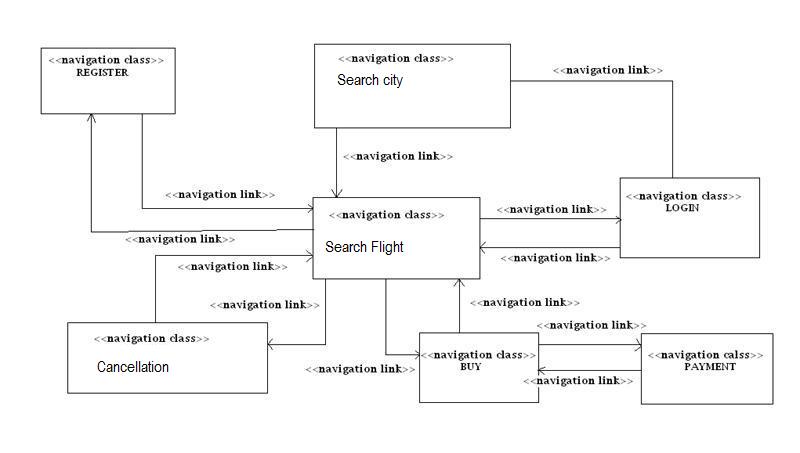 <<navigation class>>
REGISTER
<<navigation class>>
Search city
<<navigation link>>
<<navigation link>>
<<navigation link>>
<<navigation class>>
LOGIN
<<navigation class>>
Search Flight
<<navigation link>>
<<navigation link>>
<<navigation link>>
<<navigation link>>
<<navigation link>>
<<navigation link>>
<<navigation link>>
<<navigation class>>
Cancellation
<<navigation link>>
<<navigation class>>
BUY
<<navigation link>>
<<navigation calss>>
PAYMENT
<<navigation link>>